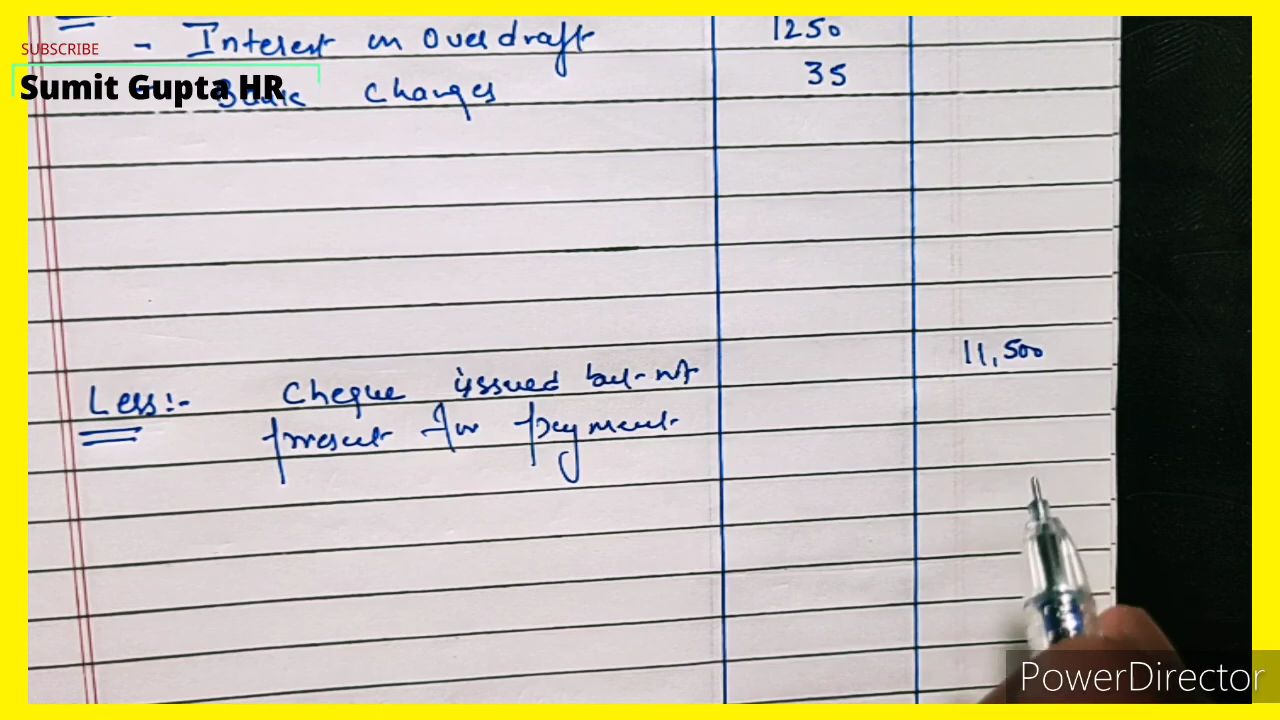 - Interest on Overdraft 1250
SUBSCRIBE
Sumit Gupta HR
- Bank Charges 35
11,500
Less:- Cheque issued but not
present for payment
PowerDirector